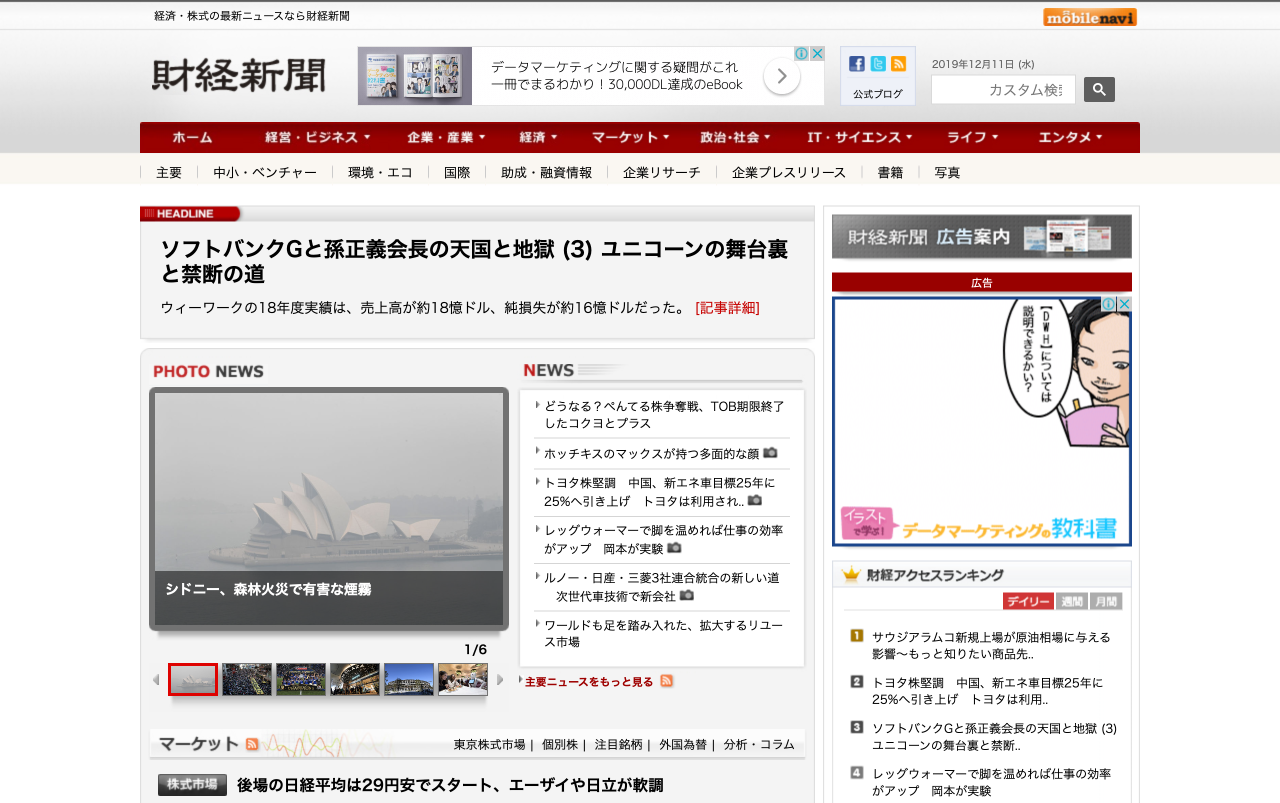 経済・株式の最新ニュースなら財経新聞
mobilenavi
財経新聞
データマーケティングに関する疑問がこれ
一冊でまるわかり！30,000DL達成のeBook
公式ブログ
2019年12月11日 (水)
カスタム検
ホーム
経営・ビジネス
企業・産業
経済
マーケット
政治・社会
IT・サイエンス
ライフ
エンタメ
主要
中小・ベンチャー
環境・エコ
国際
助成・融資情報
企業リサーチ
企業プレスリリース
書籍
写真
HEADLINE
ソフトバンクGと孫正義会長の天国と地獄 (3) ユニコーンの舞台裏
と禁断の道
ウィーワークの18年度実績は、売上高が約18億ドル、純損失が約16億ドルだった。 [記事詳細]
PHOTO NEWS
シドニー、森林火災で有害な煙霧
1/6
NEWS
どうなる？ぺんてる株争奪戦、TOB期限終了
したコクヨとプラス
ホッチキスのマックスが持つ多面的な顔
トヨタ株堅調　中国、新エネ車目標25年に
25%へ引き上げ　トヨタは利用され..
レッグウォーマーで脚を温めれば仕事の効率
がアップ　岡本が実験
ルノー・日産・三菱3社連合統合の新しい道
次世代車技術で新会社
ワールドも足を踏み入れた、拡大するリユー
ス市場
主要ニュースをもっと見る
マーケット
東京株式市場 | 個別株 | 注目銘柄 | 外国為替 | 分析・コラム
株式市場
後場の日経平均は29円安でスタート、エーザイや日立が軟調
財経新聞 広告案内
広告
【DWH】については
説明できるかい？
イラスト
で学ぶ！
データマーケティングの教科書
財経アクセスランキング
デイリー
週間
月間
1 サウジアラムコ新規上場が原油相場に与える
影響～もっと知りたい商品先..
2 トヨタ株堅調　中国、新エネ車目標25年に
25%へ引き上げ　トヨタは利用..
3 ソフトバンクGと孫正義会長の天国と地獄 (3)
ユニコーンの舞台裏と禁断..
4 レッグウォーマーで脚を温めれば仕事の効率
がアップ　岡本が実験